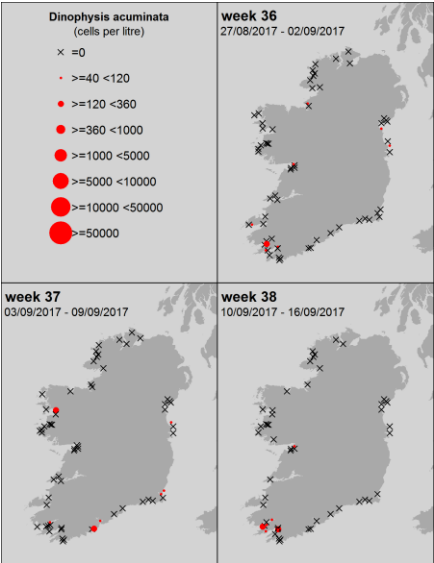 Dinophysis acuminata
(cells per litre)
=0
>=40 <120
>=120 <360
>=360 <1000
>=1000 <5000
>=5000 <10000
>=10000 <50000
>=50000
week 36
27/08/2017 - 02/09/2017
week 37
03/09/2017 - 09/09/2017
week 38
10/09/2017 - 16/09/2017